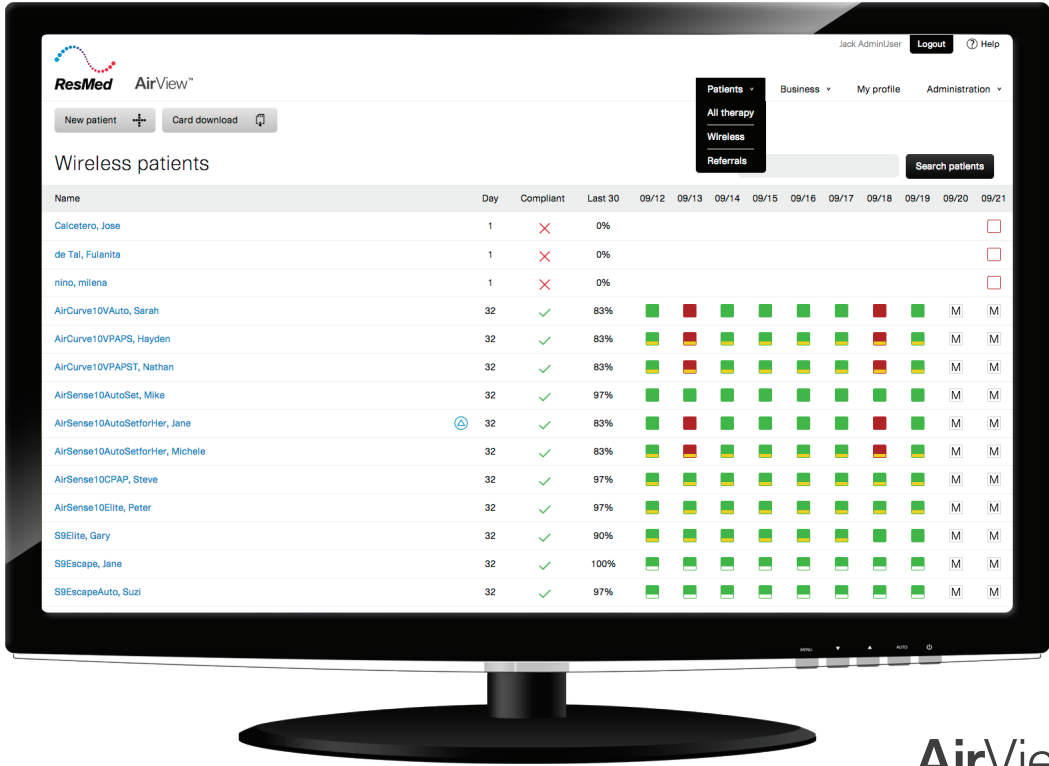 Jack AdminUser Logout ? Help
ResMed AirView™
Patients Business My profile Administration
New patient Card download
All therapy
Wireless
Referrals
Wireless patients Search patients
Name Day Compliant Last 30 09/12 09/13 09/14 09/15 09/16 09/17 09/18 09/19 09/20 09/21
Calcetero, Jose 1 0%
de Tal, Fulanita 1 0%
nino, milena 1 0%
AirCurve10VAuto, Sarah 32 83% M M
AirCurve10VPAPS, Hayden 32 83% M M
AirCurve10VPAPST, Nathan 32 83% M M
AirSense10AutoSet, Mike 32 97% M M
AirSense10AutoSetforHer, Jane 32 83% M M
AirSense10AutoSetforHer, Michele 32 83% M M
AirSense10CPAP, Steve 32 97% M M
AirSense10Elite, Peter 32 97% M M
S9Elite, Gary 32 90% M M
S9Escape, Jane 32 100% M M
S9EscapeAuto, Suzi 32 97% M M
MENU AUTO